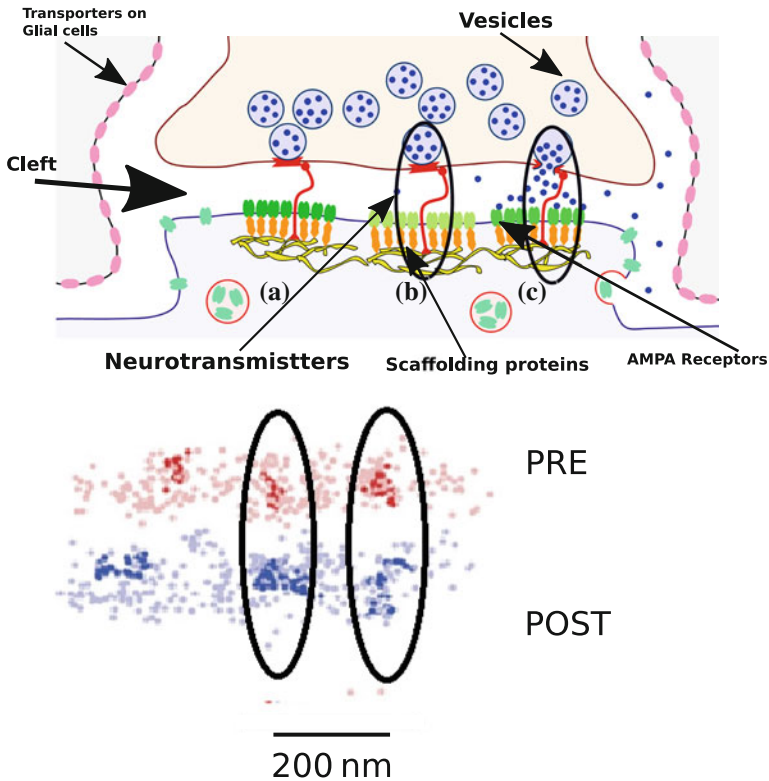 Transporters on
Glial cells
Vesicles
Cleft
(a)
(b)
(c)
Neurotransmistters
Scaffolding proteins
AMPA Receptors
PRE
POST
200 nm